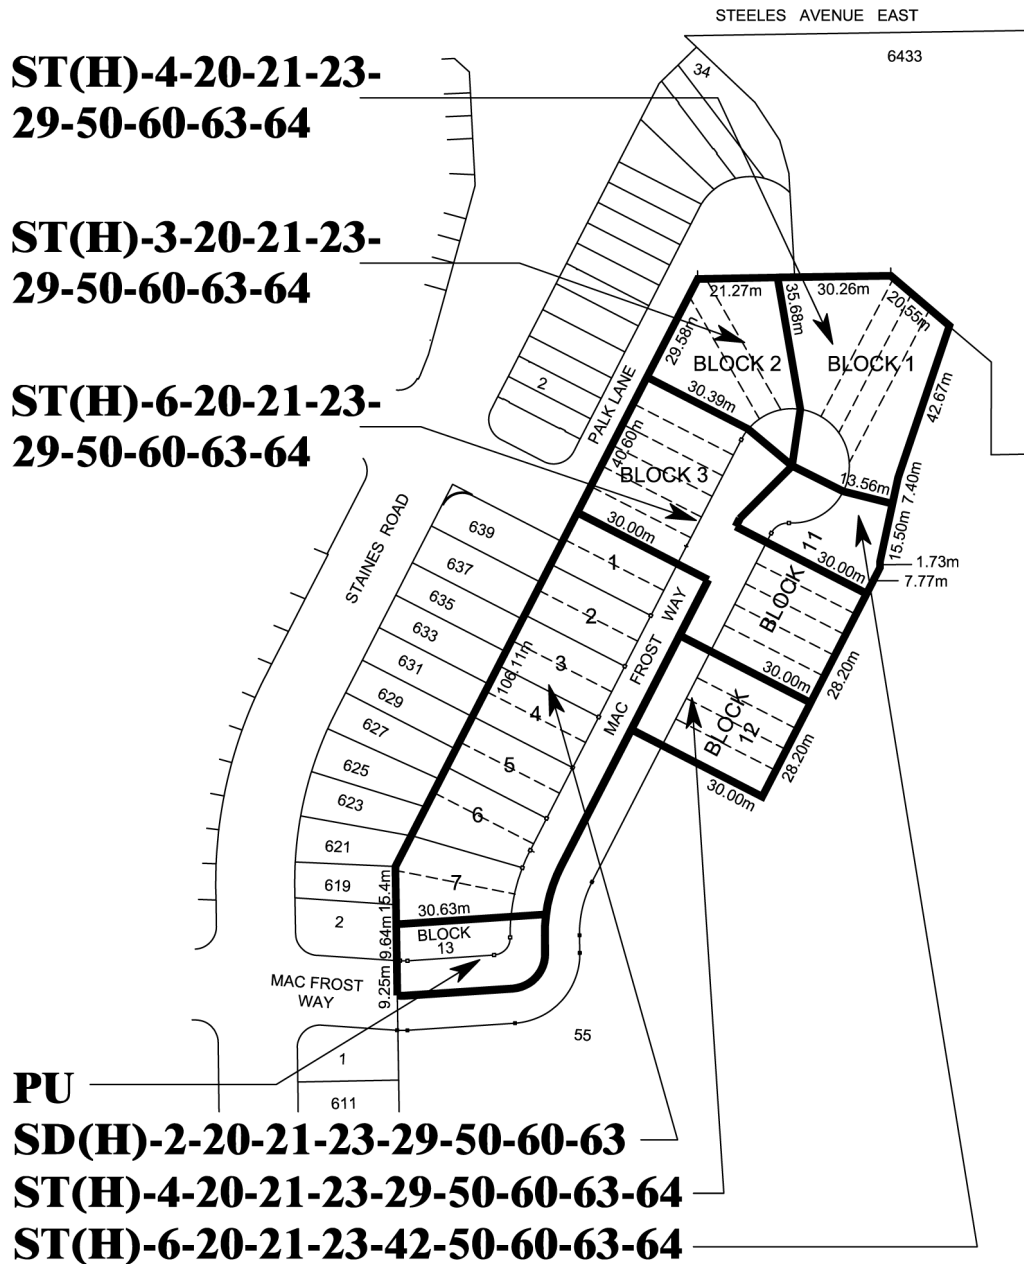 STEELES AVENUE EAST
6433
34
ST(H)-4-20-21-23-
29-50-60-63-64
ST(H)-3-20-21-23-
29-50-60-63-64
ST(H)-6-20-21-23-
29-50-60-63-64
21.27m
35.68m
30.26m
20.55m
29.58m
BLOCK 2
BLOCK 1
2
PALK LANE
30.39m
42.67m
40.60m
BLOCK 3
13.56m
7.40m
30.00m
15.50m
STAINES ROAD
639
637
635
633
631
629
627
625
623
621
619
2
1
2
3
4
5
6
7
106.11m
MAC FROST WAY
BLOCK 11
30.00m
1.73m
7.77m
28.20m
30.00m
BLOCK
12
28.20m
30.00m
15.4m
30.63m
9.64m
BLOCK
13
9.25m
MAC FROST
WAY
55
1
611
PU
SD(H)-2-20-21-23-29-50-60-63
ST(H)-4-20-21-23-29-50-60-63-64
ST(H)-6-20-21-23-42-50-60-63-64